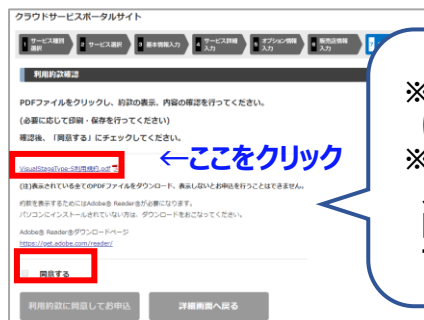 クラウドサービスポータルサイト
1 サービス種別選択 2 サービス選択 3 基本情報入力 4 サービス詳細入力 5 オプション情報入力 6 販売店情報入力 7
利用約款確認
PDFファイルをクリックし、約款の表示、内容の確認を行ってください。
(必要に応じて印刷・保存を行ってください)
確認後、「同意する」にチェックしてください。
VisualStageType-S利用規約.pdf
←ここをクリック
(注)表示されている全てのPDFファイルをダウンロード、表示しないとお申込を行うことはできません。
約款を表示するためにはAdobe® Reader®が必要になります。
パソコンにインストールされていない方は、ダウンロードをおこなってください。
Adobe® Reader®ダウンロードページ
https://get.adobe.com/reader/
同意する
利用約款に同意してお申込
詳細画面へ戻る
※
※